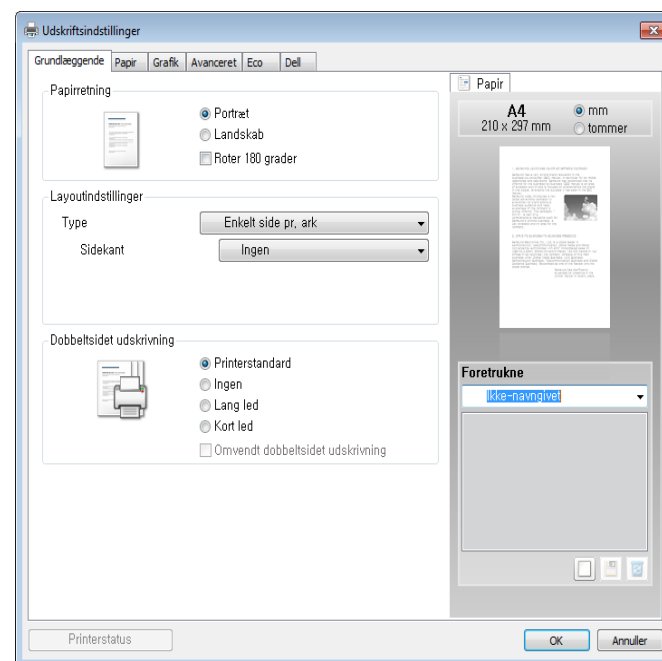 Udskriftsindstillinger
Grundlæggende Papir Grafik Avanceret Eco Dell
Papirretning
Portræt
Landskab
Roter 180 grader
Layoutindstillinger
Type Enkelt side pr, ark
Sidekant Ingen
Dobbeltsidet udskrivning
Printerstandard
Ingen
Lang led
Kort led
Omvendt dobbeltsidet udskrivning
Papir
A4
210 x 297 mm
mm
tommer
Foretrukne
Ikke-navngivet
Printerstatus
OK Annuller